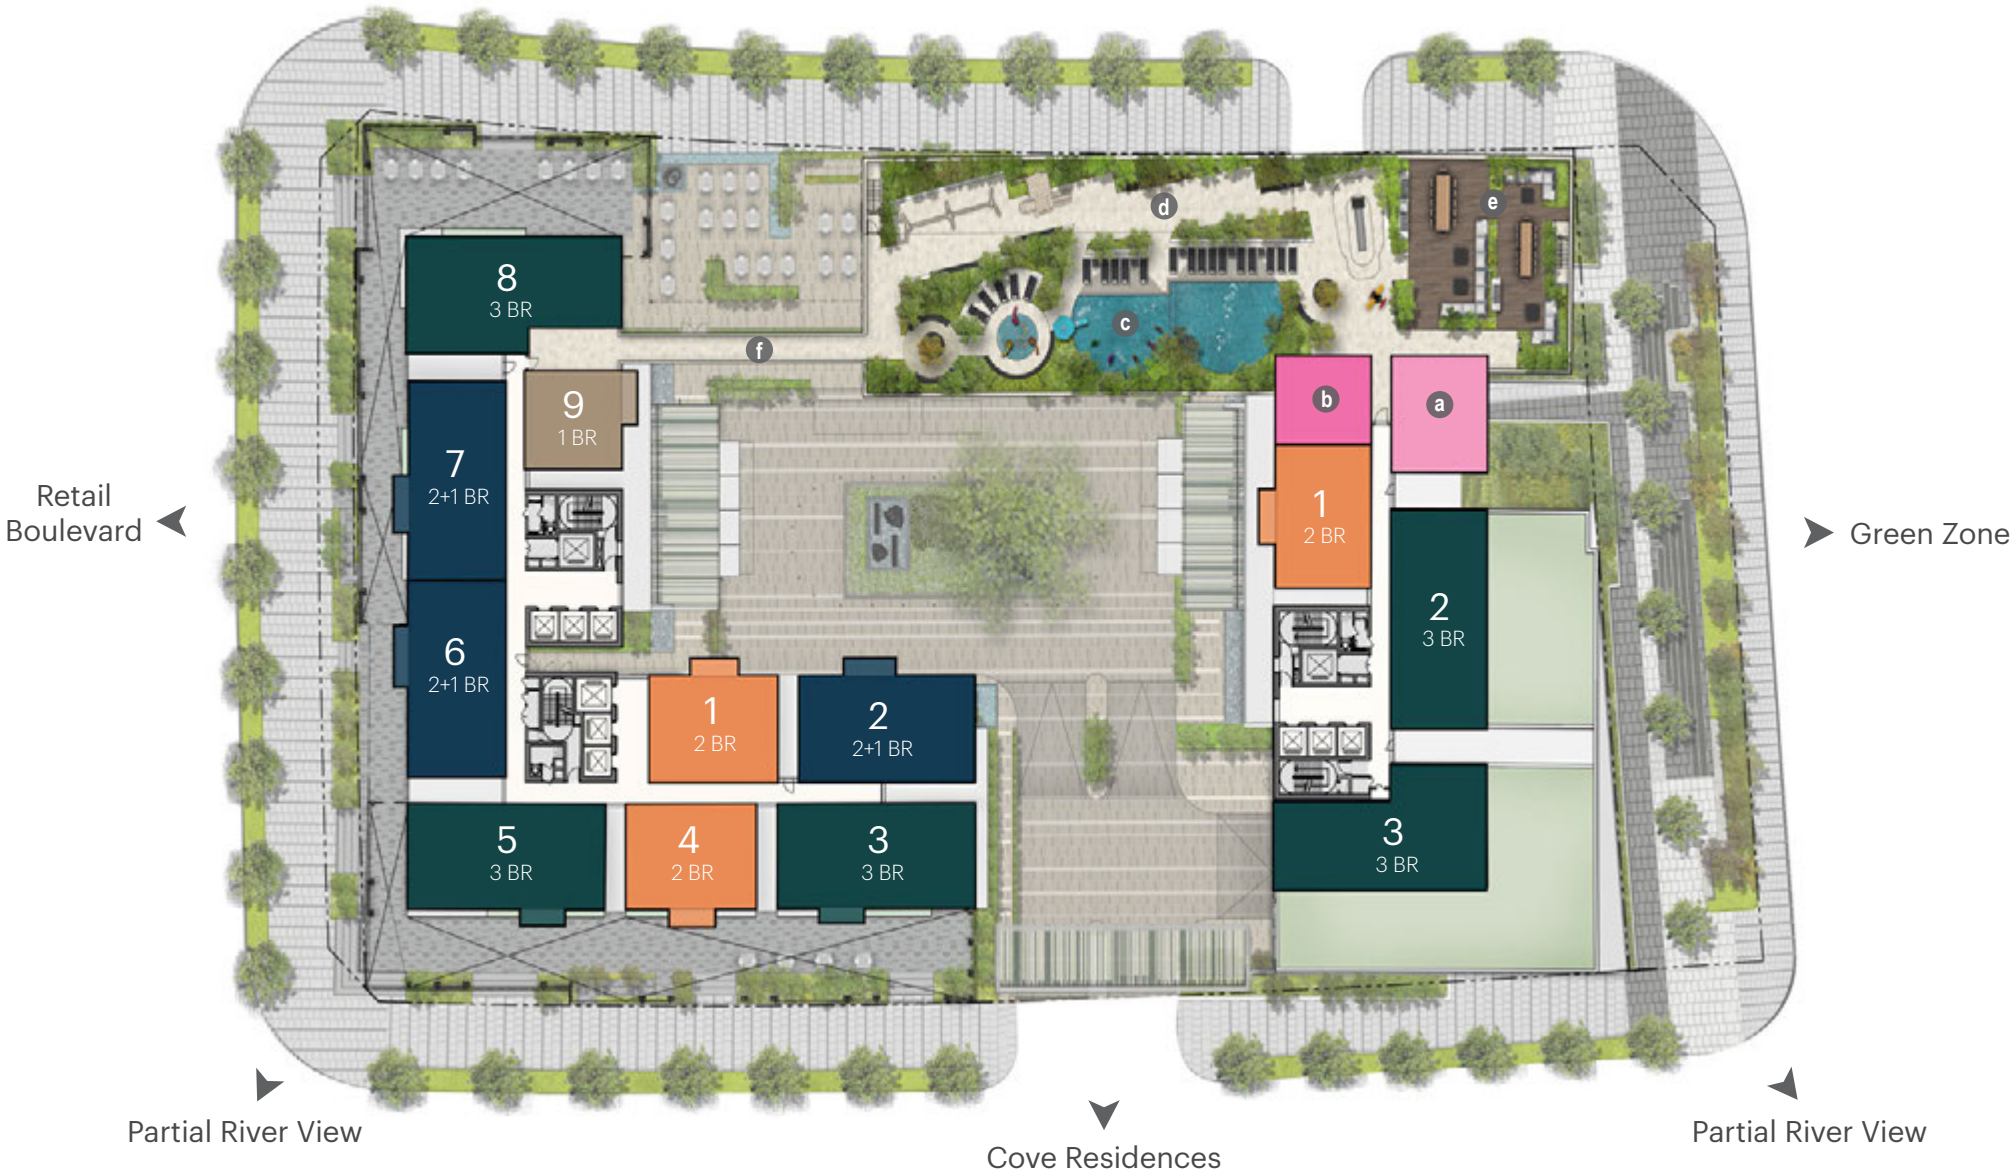 d
e
8
3 BR
c
f
b
a
9
1 BR
7
2+1 BR
1
2 BR
Retail
Boulevard
Green Zone
2
3 BR
6
2+1 BR
1
2 BR
2
2+1 BR
5
3 BR
4
2 BR
3
3 BR
3
3 BR
Partial River View
Cove Residences
Partial River View